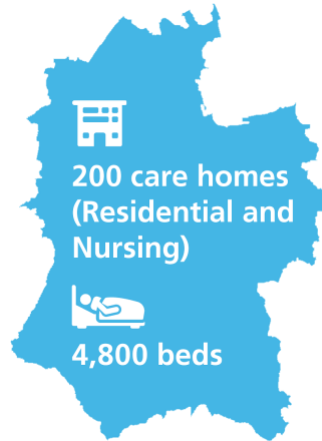 200 care homes
(Residential and
Nursing)
4,800 beds